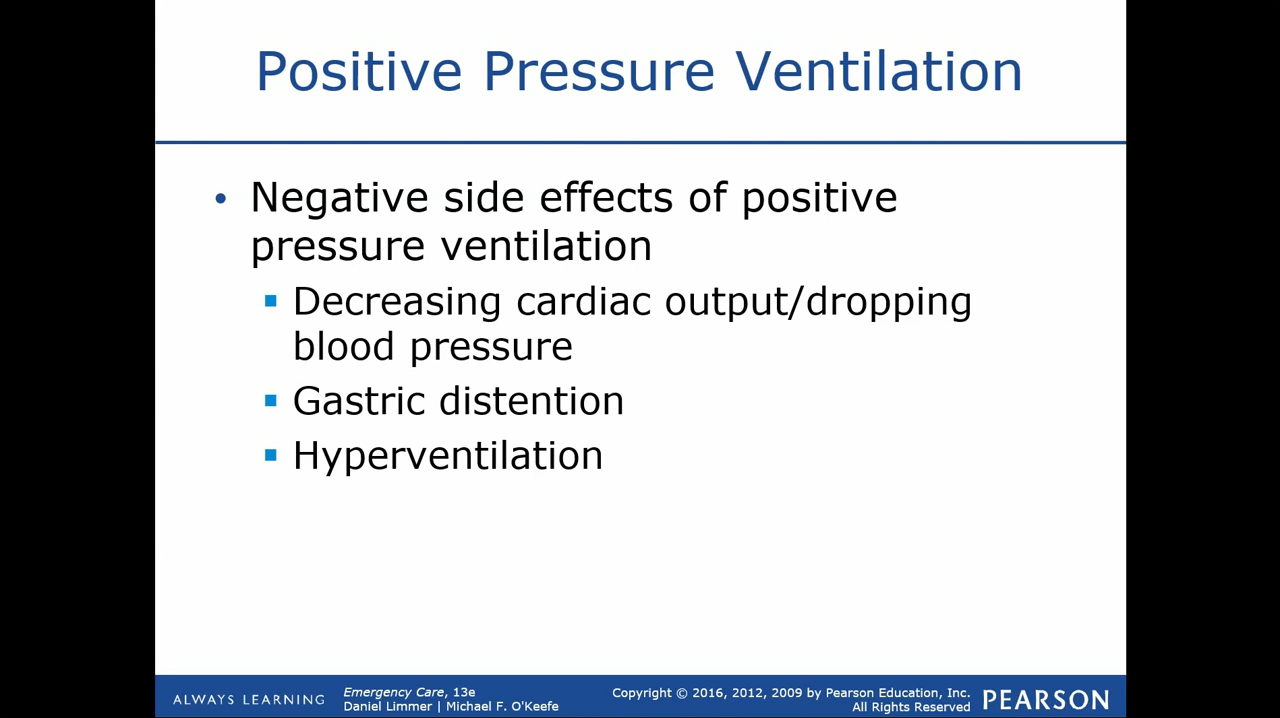 Positive Pressure Ventilation
• Negative side effects of positive
pressure ventilation
▪ Decreasing cardiac output/dropping
blood pressure
▪ Gastric distention
▪ Hyperventilation
ALWAYS LEARNING
Emergency Care, 13e
Daniel Limmer | Michael F. O'Keefe
Copyright © 2016, 2012, 2009 by Pearson Education, Inc.
All Rights Reserved
PEARSON